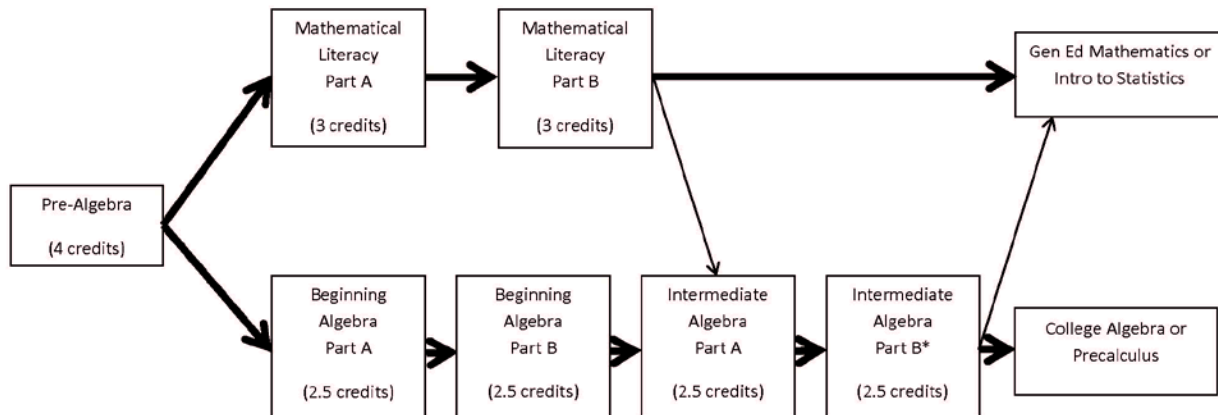 Mathematical
Literacy
Part A
(3 credits)
Mathematical
Literacy
Part B
(3 credits)
Gen Ed Mathematics or
Intro to Statistics
Pre-Algebra
(4 credits)
Beginning
Algebra
Part A
(2.5 credits)
Beginning
Algebra
Part B
(2.5 credits)
Intermediate
Algebra
Part A
(2.5 credits)
Intermediate
Algebra
Part B*
(2.5 credits)
College Algebra or
Precalculus